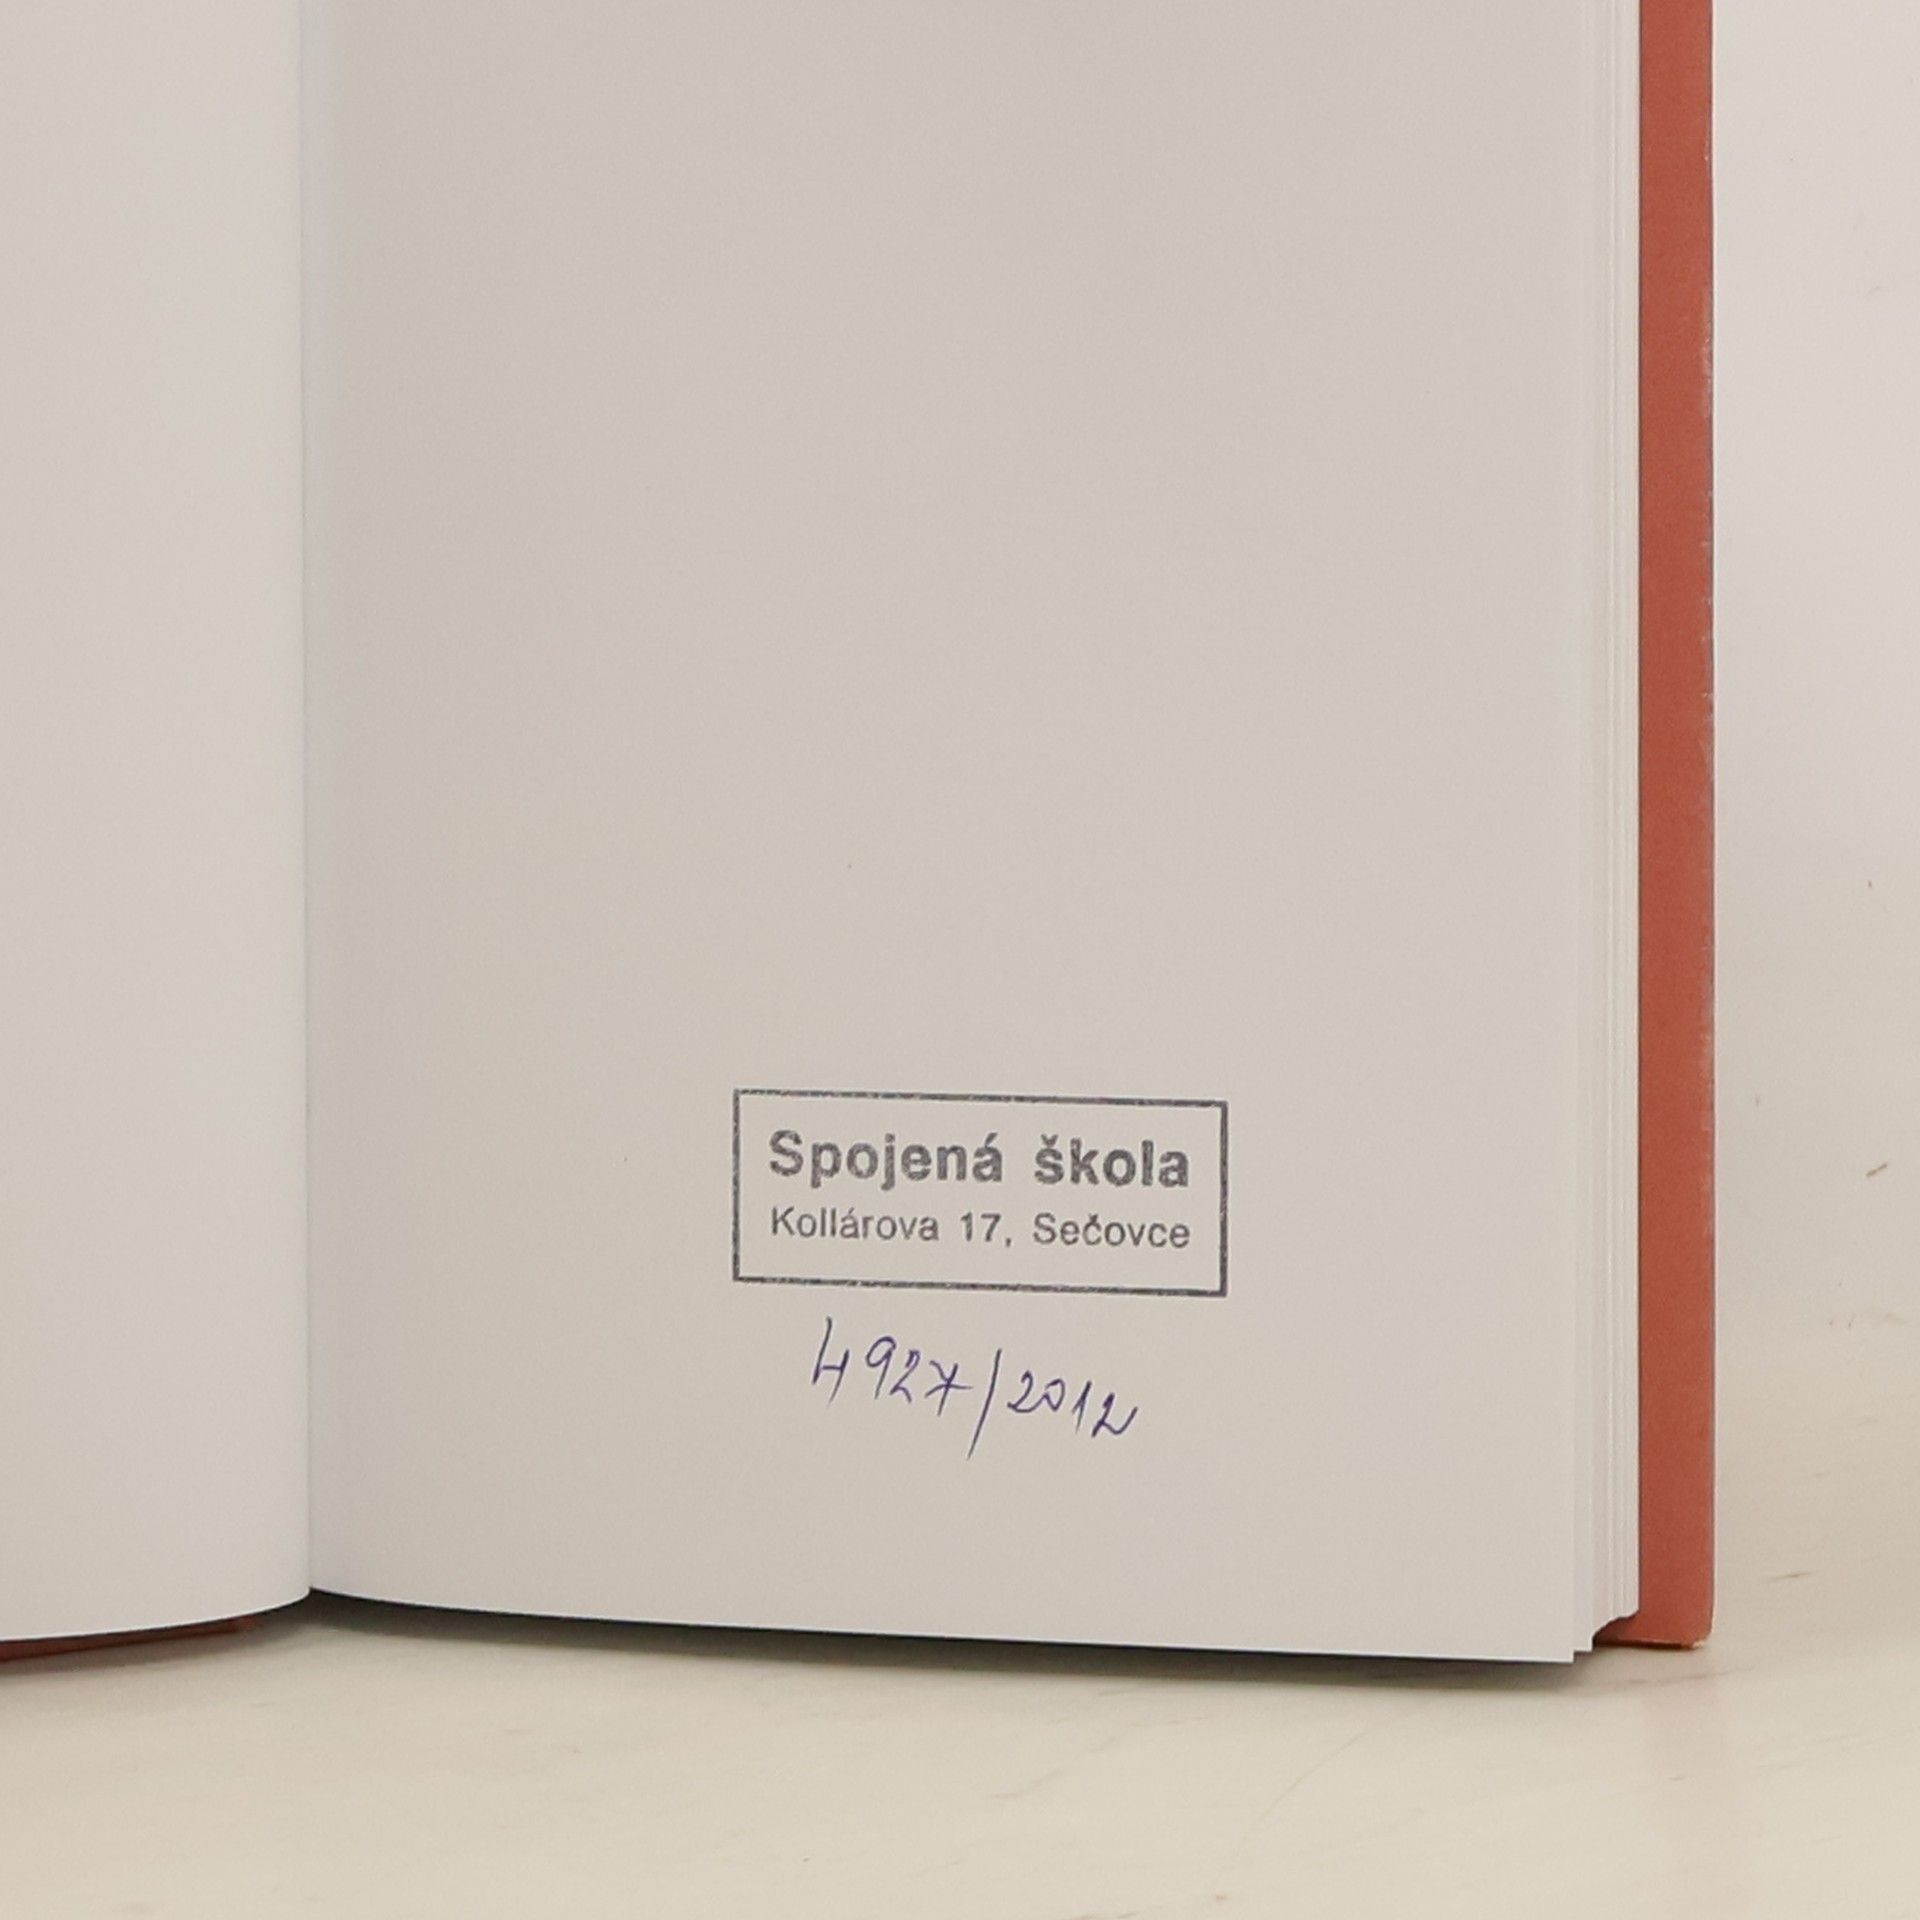 Spojená škola
Kollárova 17, Sečovce
4927/2012